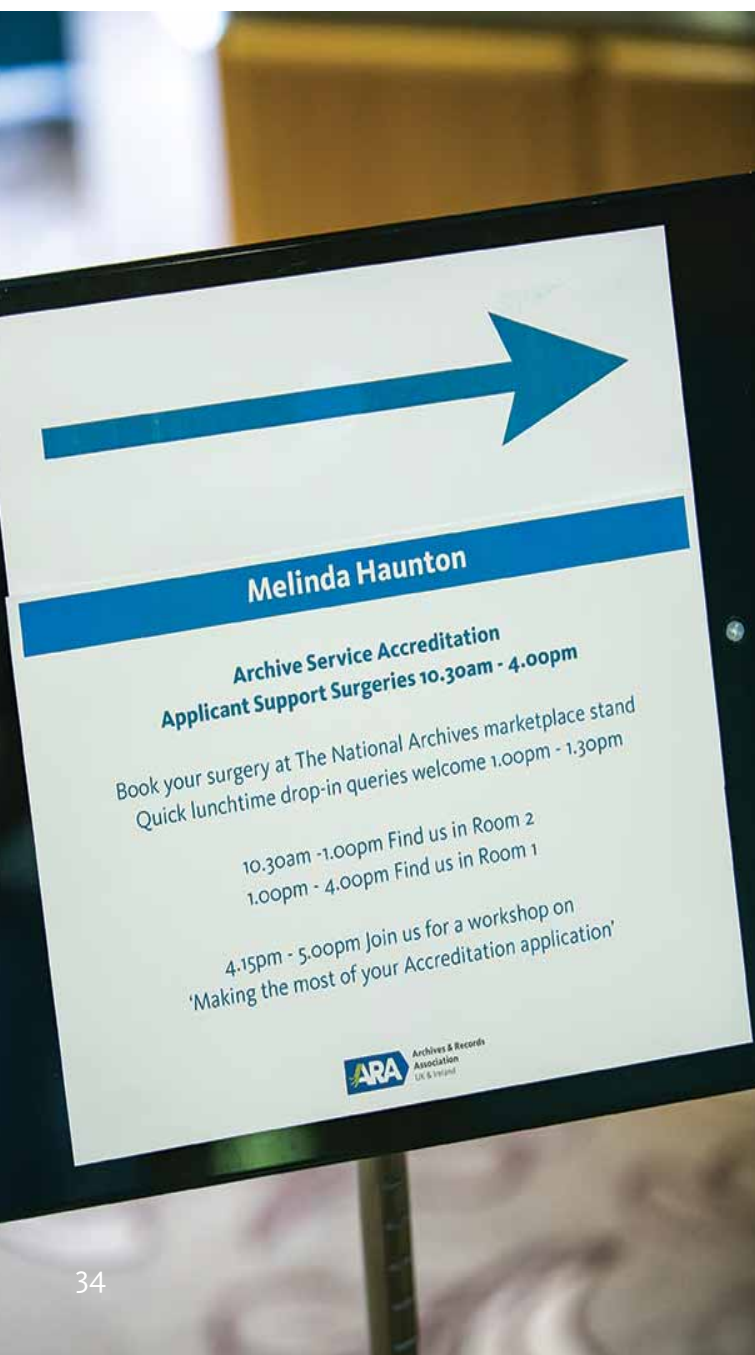 Melinda Haunton
Archive Service Accreditation
Applicant Support Surgeries 10.30am - 4.00pm
Book your surgery at The National Archives marketplace stand
Quick lunchtime drop-in queries welcome 1.00pm - 1.30pm
10.30am -1.00pm Find us in Room 2
1.00pm - 4.00pm Find us in Room 1
4.15pm - 5.00pm Join us for a workshop on
‘Making the most of your Accreditation application’
ARA
Archives & Records
Association
UK & Ireland
34